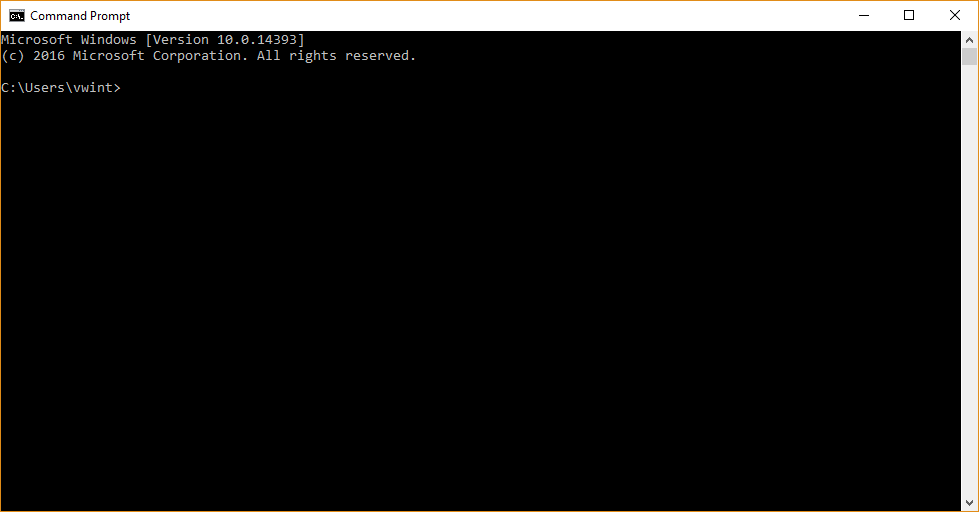 Command Prompt
Microsoft Windows [Version 10.0.14393]
(c) 2016 Microsoft Corporation. All rights reserved.
C:\Users\vwint>